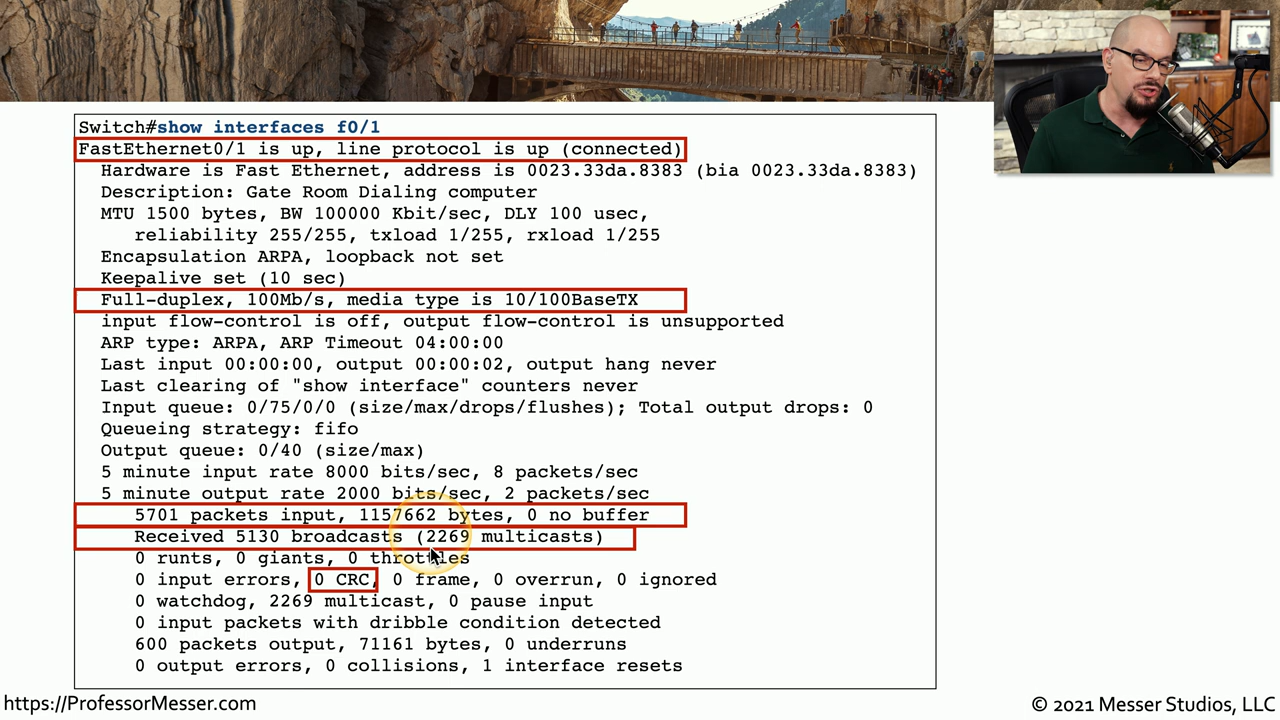 Switch#show interfaces f0/1
FastEthernet0/1 is up, line protocol is up (connected)
Hardware is Fast Ethernet, address is 0023.33da.8383 (bia 0023.33da.8383)
Description: Gate Room Dialing computer
MTU 1500 bytes, BW 100000 Kbit/sec, DLY 100 usec,
reliability 255/255, txload 1/255, rxload 1/255
Encapsulation ARPA, loopback not set
Keepalive set (10 sec)
Full-duplex, 100Mb/s, media type is 10/100BaseTX
input flow-control is off, output flow-control is unsupported
ARP type: ARPA, ARP Timeout 04:00:00
Last input 00:00:00, output 00:00:02, output hang never
Last clearing of "show interface" counters never
Input queue: 0/75/0/0 (size/max/drops/flushes); Total output drops: 0
Queueing strategy: fifo
Output queue: 0/40 (size/max)
5 minute input rate 8000 bits/sec, 8 packets/sec
5 minute output rate 2000 bits/sec, 2 packets/sec
5701 packets input, 1157662 bytes, 0 no buffer
Received 5130 broadcasts (2269 multicasts)
0 runts, 0 giants, 0 throttles
0 input errors, 0 CRC, 0 frame, 0 overrun, 0 ignored
0 watchdog, 2269 multicast, 0 pause input
0 input packets with dribble condition detected
600 packets output, 71161 bytes, 0 underruns
0 output errors, 0 collisions, 1 interface resets
https://ProfessorMesser.com
© 2021 Messer Studios, LLC